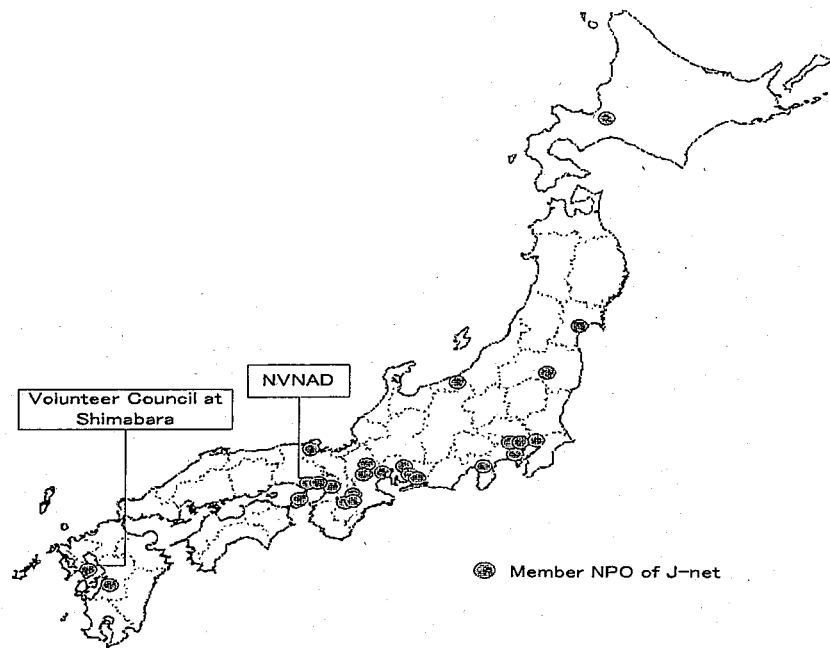 NVNAD
Volunteer Council at
Shimabara
Member NPO of J-net